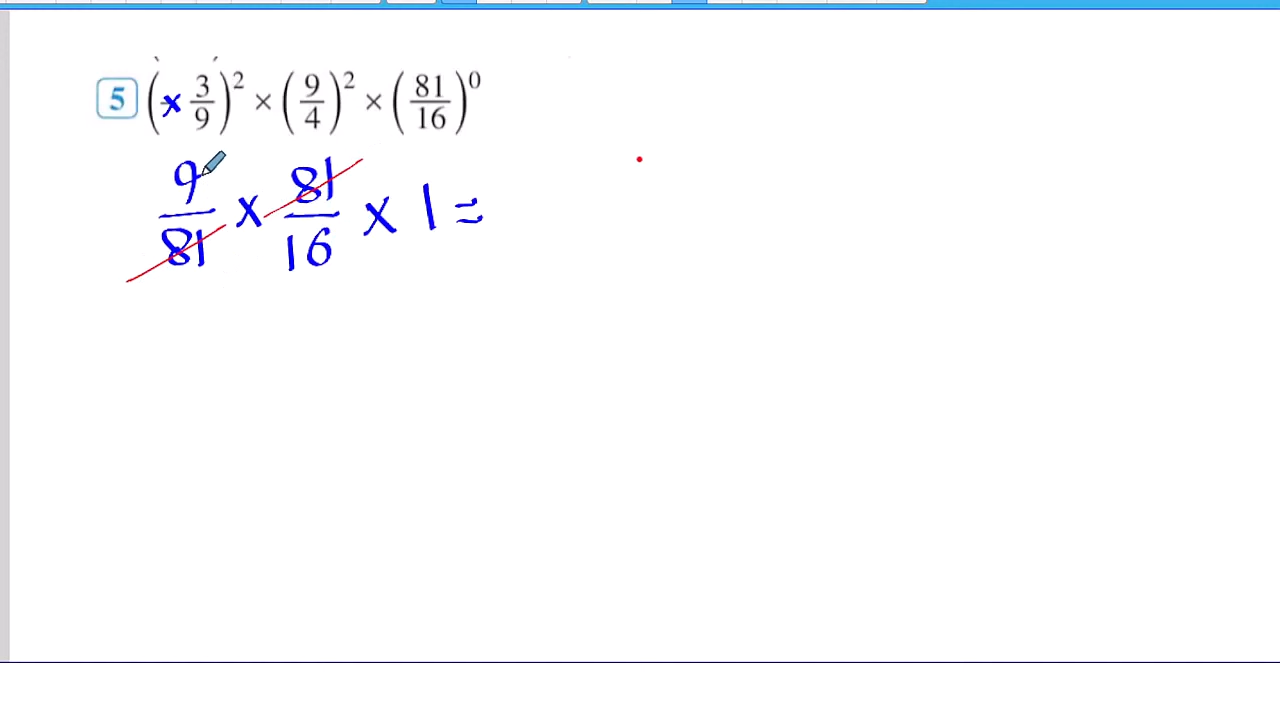 5 (- 3/9)^2 × (9/4)^2 × (81/16)^0
9/81 x 81/16 x 1 =